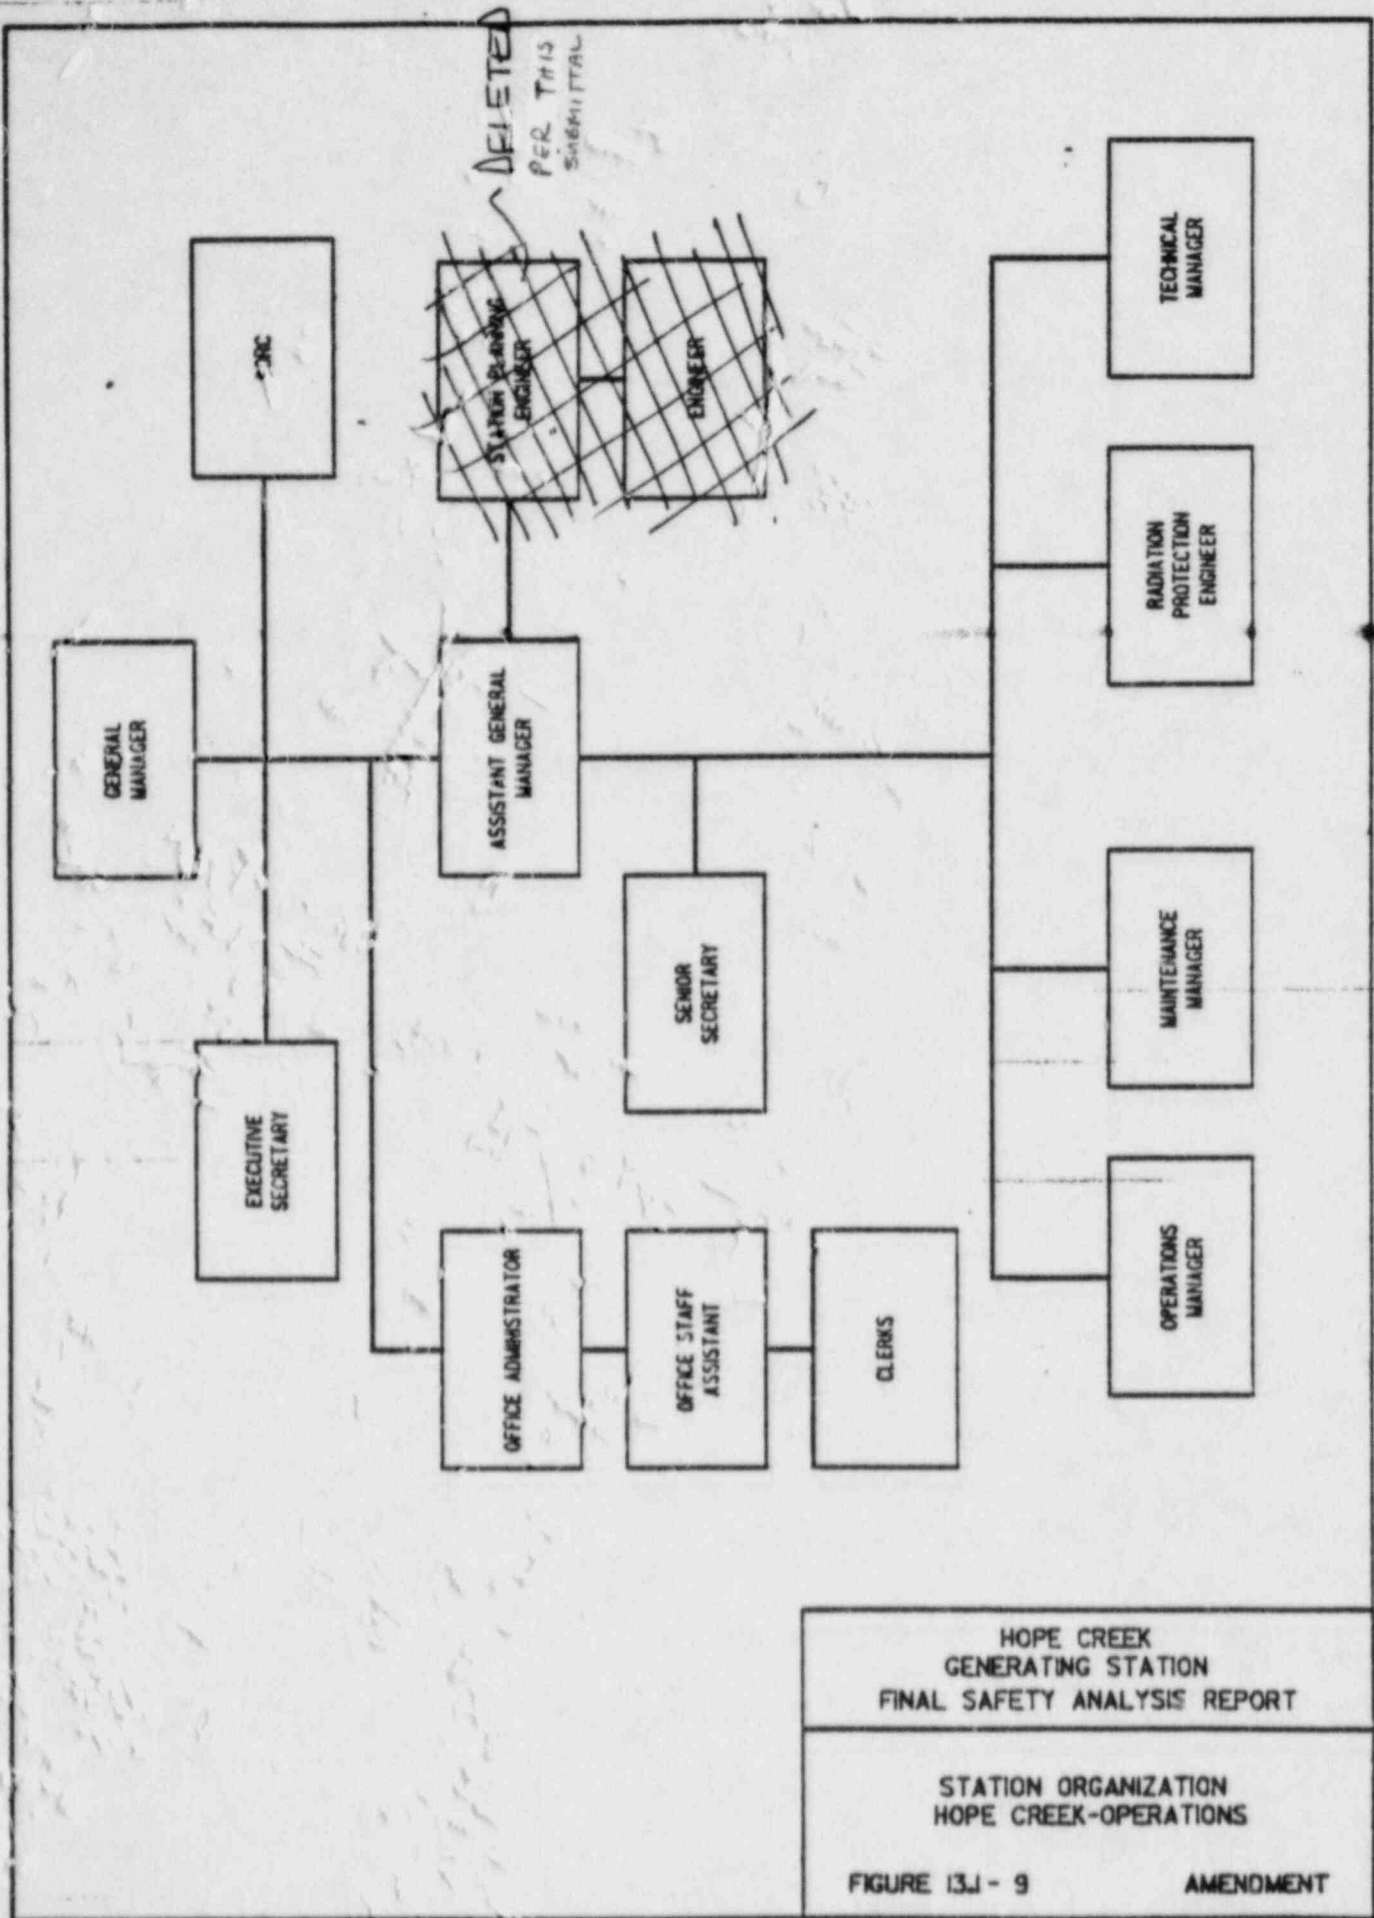 DELETED
PER THIS
SUBMITTAL
GENERAL
MANAGER
EXECUTIVE
SECRETARY
OFFICE ADMINISTRATOR
ASSISTANT GENERAL
MANAGER
STATION PLANNING
ENGINEER
OFFICE STAFF
ASSISTANT
SENIOR
SECRETARY
ENGINEER
CLERKS
OPERATIONS
MANAGER
MAINTENANCE
MANAGER
RADIATION
PROTECTION
ENGINEER
TECHNICAL
MANAGER
HOPE CREEK
GENERATING STATION
FINAL SAFETY ANALYSIS REPORT
STATION ORGANIZATION
HOPE CREEK-OPERATIONS
FIGURE 13.1 - 9 AMENDMENT